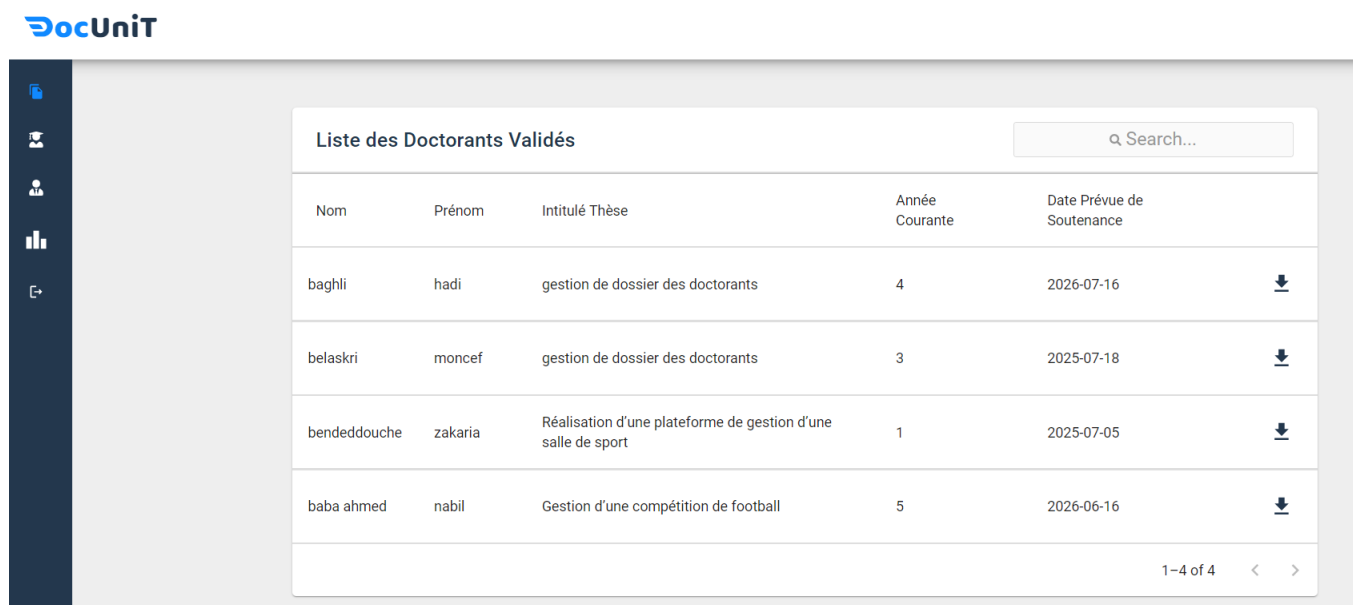 DocUniT
Liste des Doctorants Validés
Search...
Nom Prénom Intitulé Thèse Année Courante Date Prévue de Soutenance
baghli hadi gestion de dossier des doctorants 4 2026-07-16
belaskri moncef gestion de dossier des doctorants 3 2025-07-18
bendeddouche zakaria Réalisation d'une plateforme de gestion d'une salle de sport 1 2025-07-05
baba ahmed nabil Gestion d'une compétition de football 5 2026-06-16
1–4 of 4